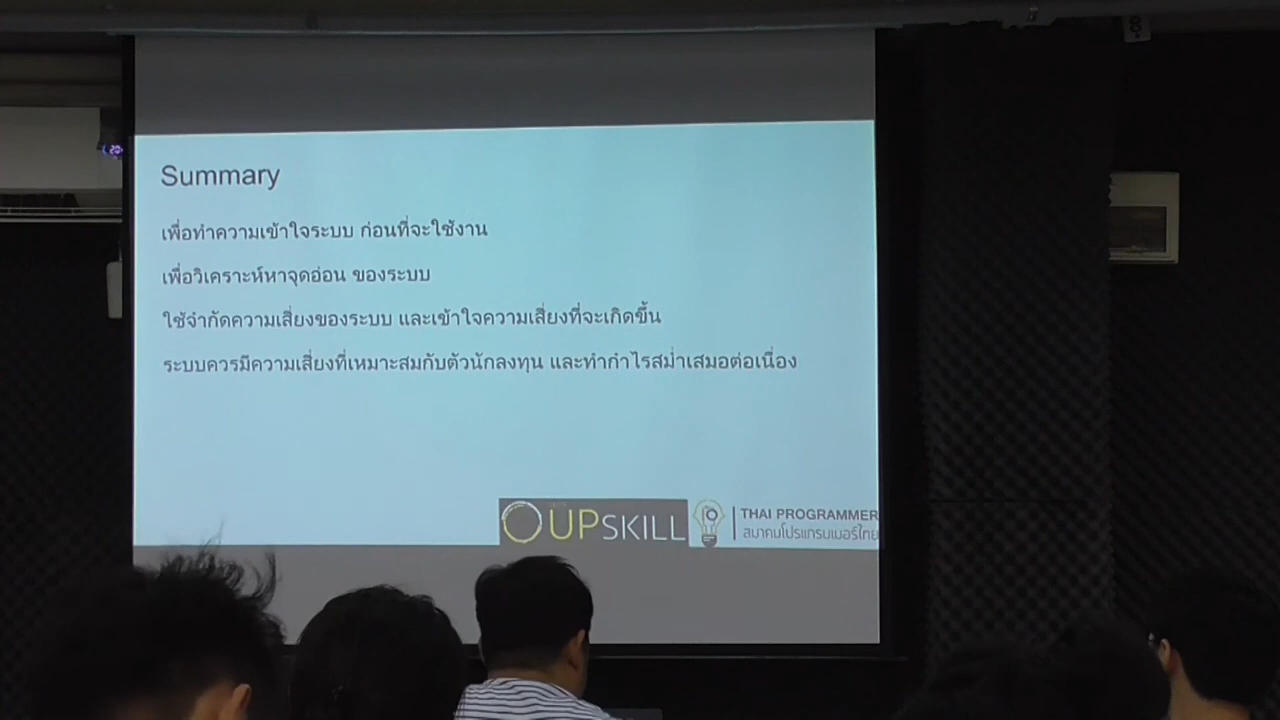 Summary
เพื่อทำความเข้าใจระบบ ก่อนที่จะใช้งาน
เพื่อวิเคราะห์หาจุดอ่อน ของระบบ
ใช้จำกัดความเสี่ยงของระบบ และเข้าใจความเสี่ยงที่จะเกิดขึ้น
ระบบควรมีความเสี่ยงที่เหมาะสมกับตัวนักลงทุน และทำกำไรสม่ำเสมอต่อเนื่อง
UPSKILL
THAI PROGRAMMER
สมาคมโปรแกรมเมอร์ไทย